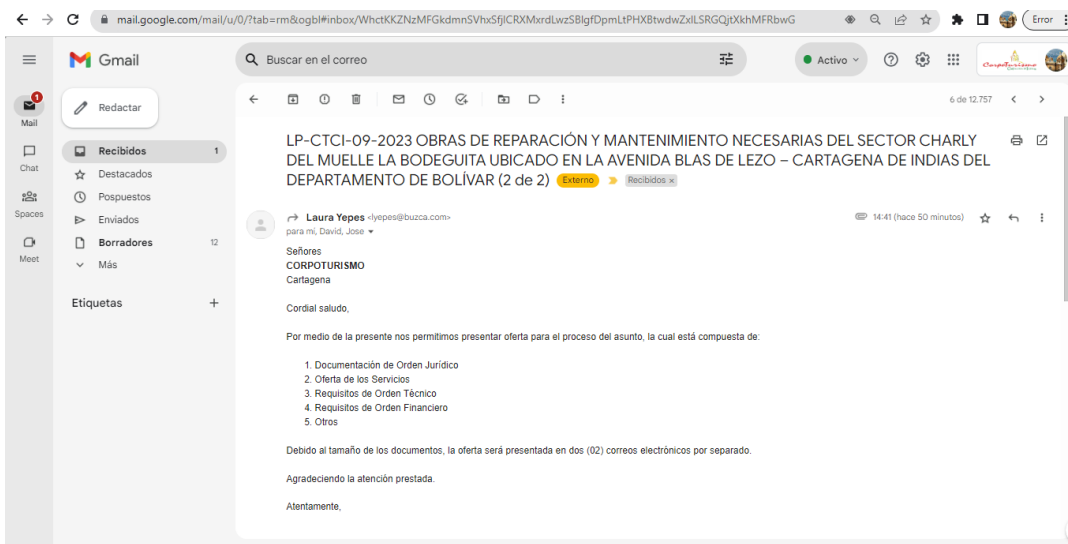 mail.google.com/mail/u/0/?tab=rm&ogbl#inbox/WhctKKZNzMFGkdmnSVhxSfjlCRXMxrdLwzSBlgfDpmLtPHXBtwdwZxlLSRGQjtXkhMFRbwG
Error
Gmail
Buscar en el correo
Activo
Corpoturismo
1
Mail
Chat
Spaces
Meet
Redactar
Recibidos 1
Destacados
Pospuestos
Enviados
Borradores 12
Más
Etiquetas +
6 de 12.757
LP-CTCI-09-2023 OBRAS DE REPARACIÓN Y MANTENIMIENTO NECESARIAS DEL SECTOR CHARLY
DEL MUELLE LA BODEGUITA UBICADO EN LA AVENIDA BLAS DE LEZO – CARTAGENA DE INDIAS DEL
DEPARTAMENTO DE BOLÍVAR (2 de 2) Externo Recibidos x
Laura Yepes <lyepes@buzca.com> 14:41 (hace 50 minutos)
para mi, David, Jose
Señores
CORPOTURISMO
Cartagena
Cordial saludo,
Por medio de la presente nos permitimos presentar oferta para el proceso del asunto, la cual está compuesta de:
1. Documentación de Orden Jurídico
2. Oferta de los Servicios
3. Requisitos de Orden Técnico
4. Requisitos de Orden Financiero
5. Otros
Debido al tamaño de los documentos, la oferta será presentada en dos (02) correos electrónicos por separado.
Agradeciendo la atención prestada.
Atentamente,